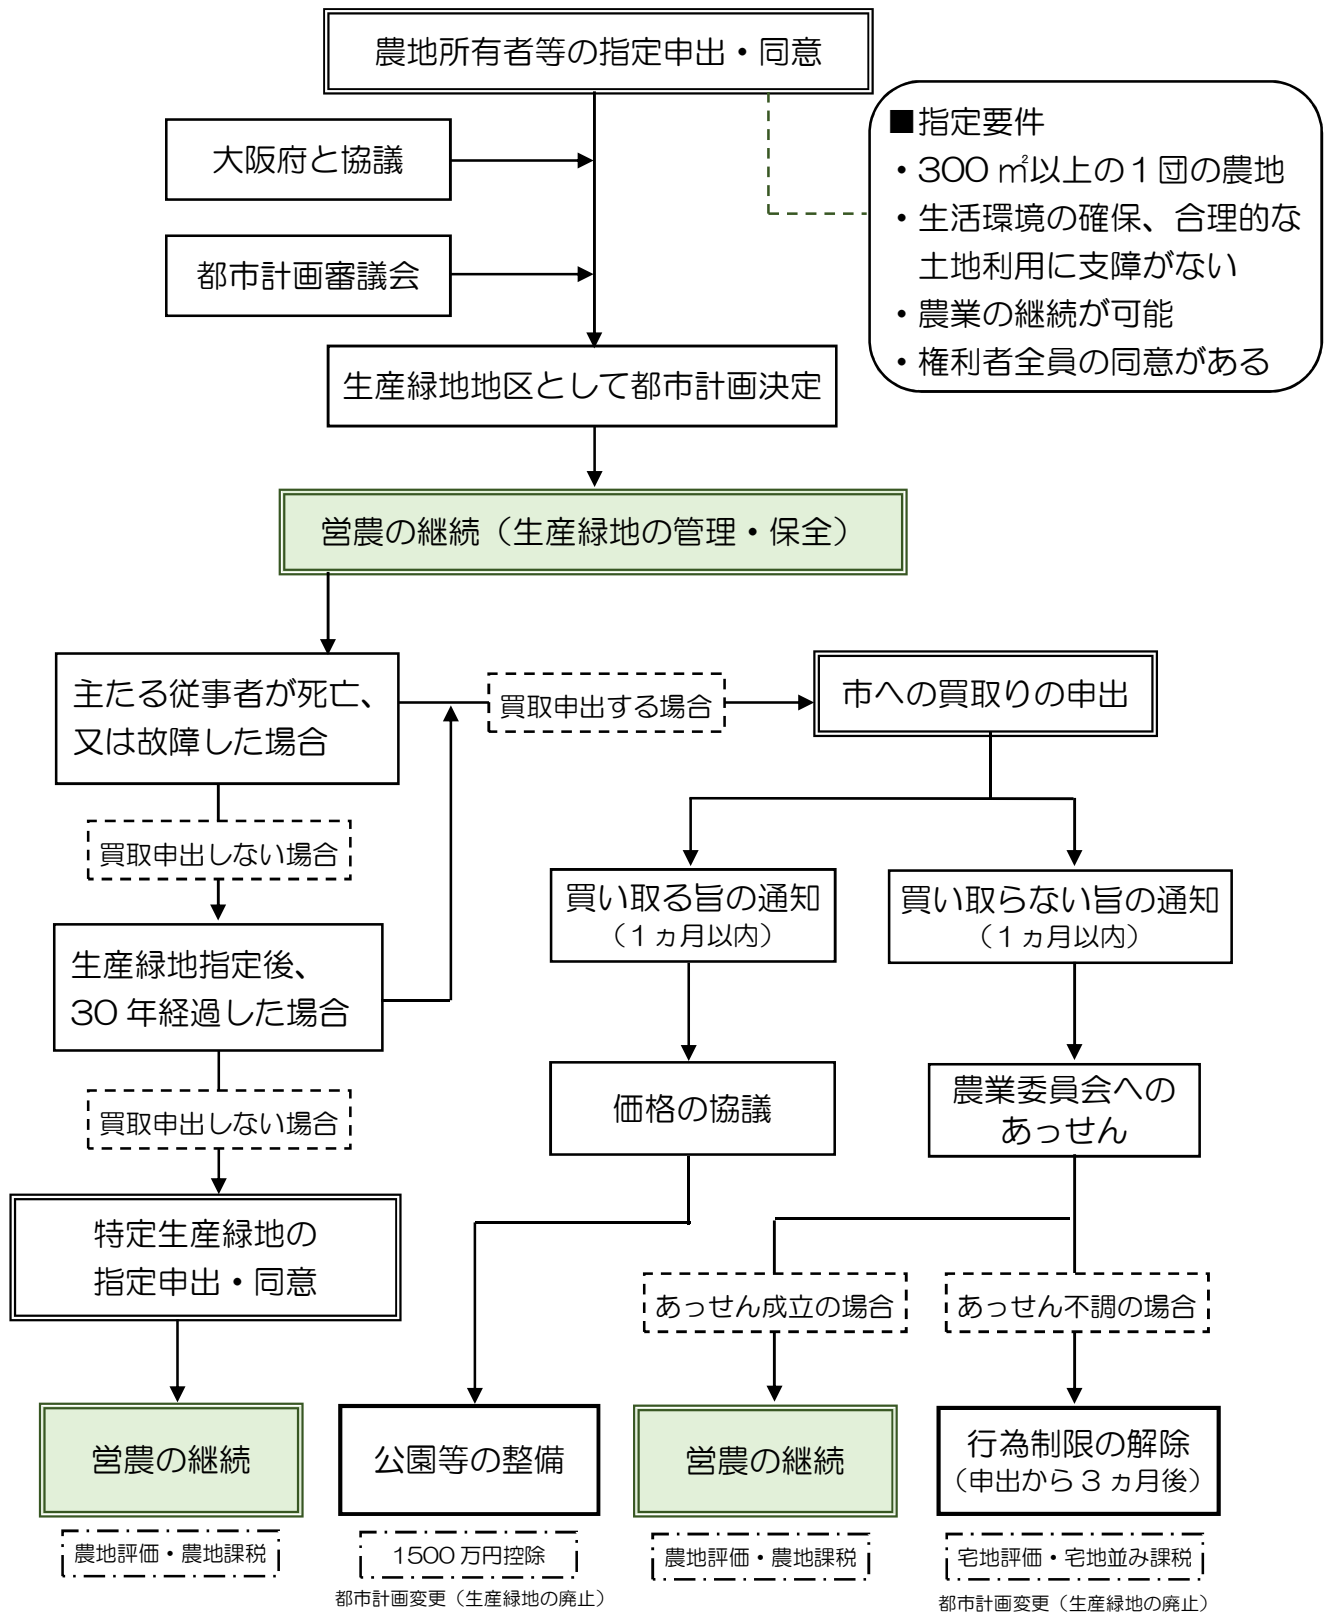 農地所有者等の指定申出・同意
■指定要件
・300㎡以上の1団の農地
・生活環境の確保、合理的な
土地利用に支障がない
・農業の継続が可能
・権利者全員の同意がある
大阪府と協議
都市計画審議会
生産緑地地区として都市計画決定
営農の継続（生産緑地の管理・保全）
主たる従事者が死亡、
又は故障した場合
買取申出する場合
市への買取りの申出
買取申出しない場合
買い取る旨の通知
（1ヵ月以内）
買い取らない旨の通知
（1ヵ月以内）
生産緑地指定後、
30年経過した場合
買取申出しない場合
価格の協議
農業委員会への
あっせん
特定生産緑地の
指定申出・同意
あっせん成立の場合
あっせん不調の場合
営農の継続
公園等の整備
営農の継続
行為制限の解除
（申出から3ヵ月後）
農地評価・農地課税
1500万円控除
農地評価・農地課税
宅地評価・宅地並み課税
都市計画変更（生産緑地の廃止）
都市計画変更（生産緑地の廃止）